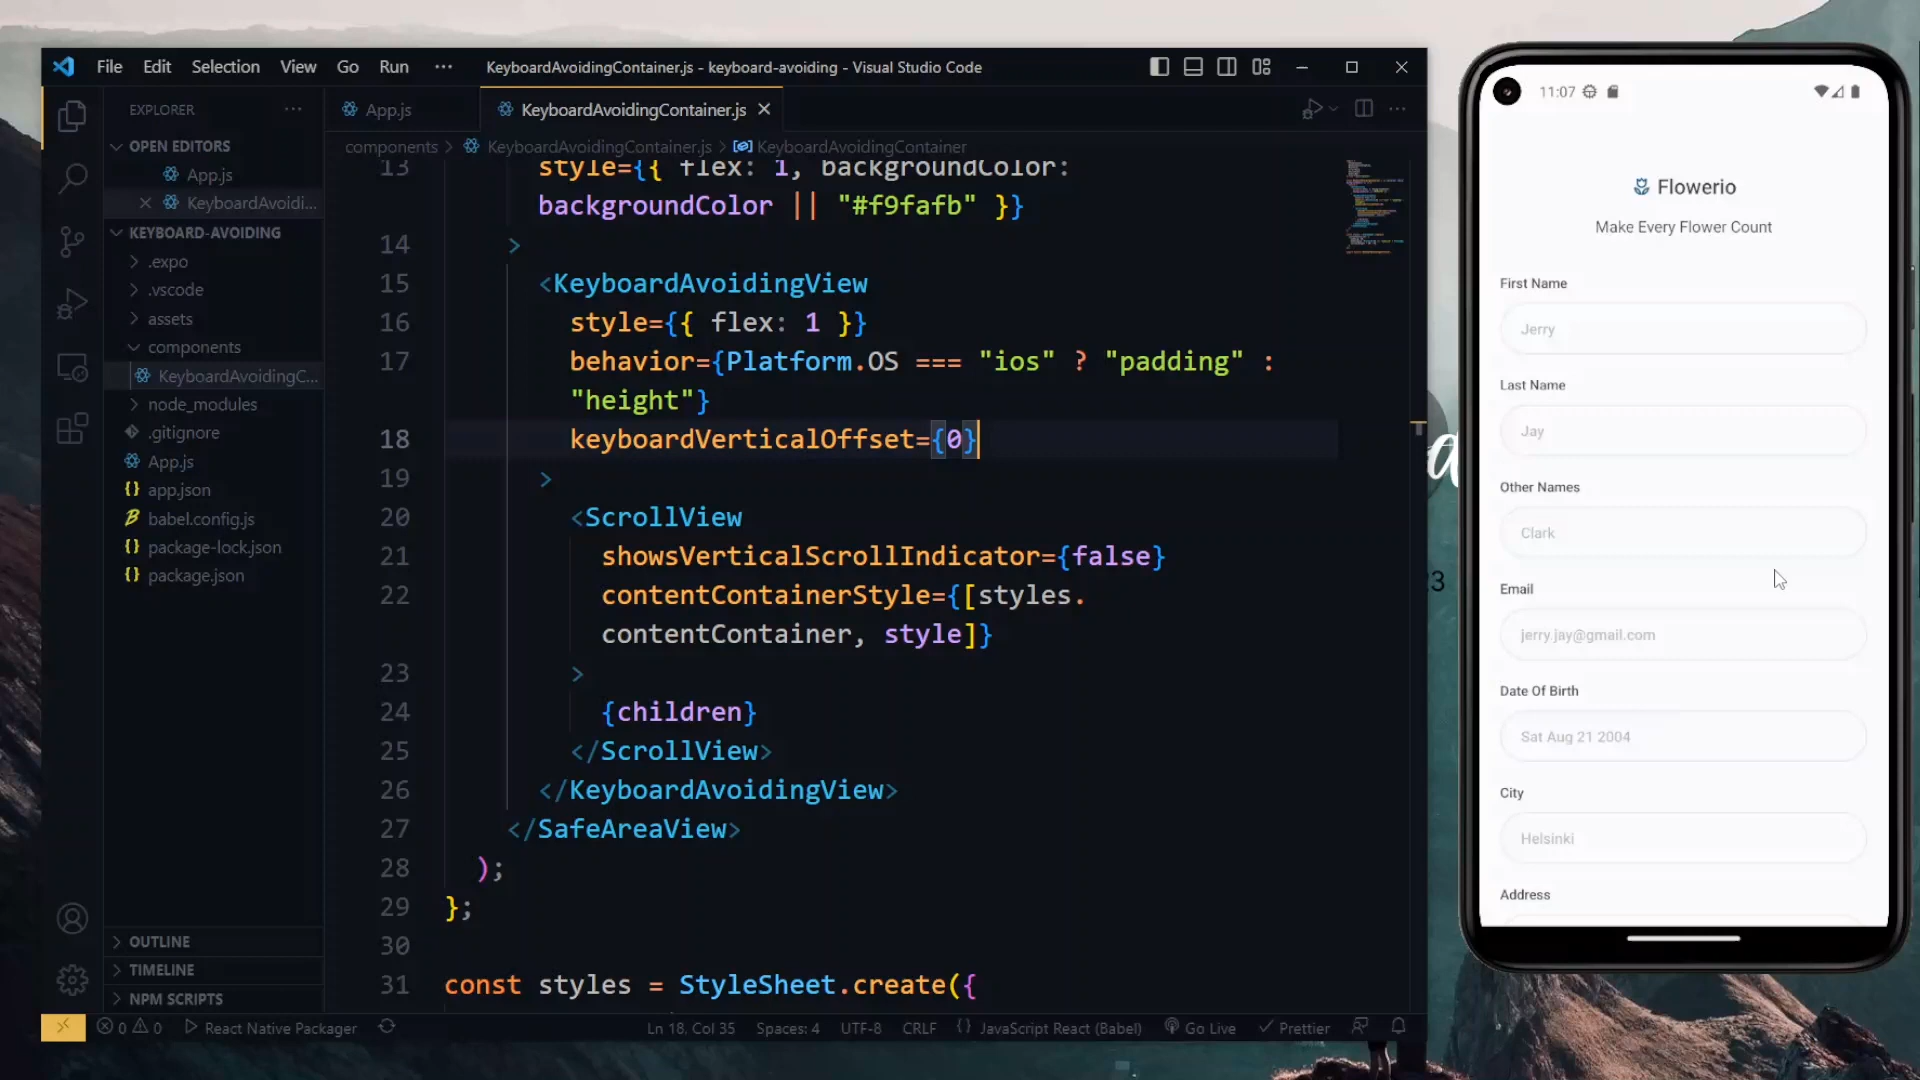 File Edit Selection View Go Run ···
KeyboardAvoidingContainer.js - keyboard-avoiding - Visual Studio Code
EXPLORER
OPEN EDITORS
App.js
KeyboardAvoidi...
KEYBOARD-AVOIDING
.expo
.vscode
assets
components
KeyboardAvoidingC...
node_modules
.gitignore
App.js
app.json
babel.config.js
package-lock.json
package.json
OUTLINE
TIMELINE
NPM SCRIPTS
App.js
KeyboardAvoidingContainer.js
components > KeyboardAvoidingContainer.js > KeyboardAvoidingContainer
13 style={{ flex: 1, backgroundColor:
backgroundColor || "#f9fafb" }}
14 >
15 <KeyboardAvoidingView
16 style={{ flex: 1 }}
17 behavior={Platform.OS === "ios" ? "padding" :
"height"}
18 keyboardVerticalOffset={0}
19 >
20 <ScrollView
21 showsVerticalScrollIndicator={false}
22 contentContainerStyle={[styles.
contentContainer, style]}
23 >
24 {children}
25 </ScrollView>
26 </KeyboardAvoidingView>
27 </SafeAreaView>
28 );
29 };
30
31 const styles = StyleSheet.create({
0 0 React Native Packager
Ln 18, Col 35 Spaces: 4 UTF-8 CRLF {} JavaScript React (Babel) Go Live Prettier
11:07
Flowerio
Make Every Flower Count
First Name
Jerry
Last Name
Jay
Other Names
Clark
Email
jerry.jay@gmail.com
Date Of Birth
Sat Aug 21 2004
City
Helsinki
Address